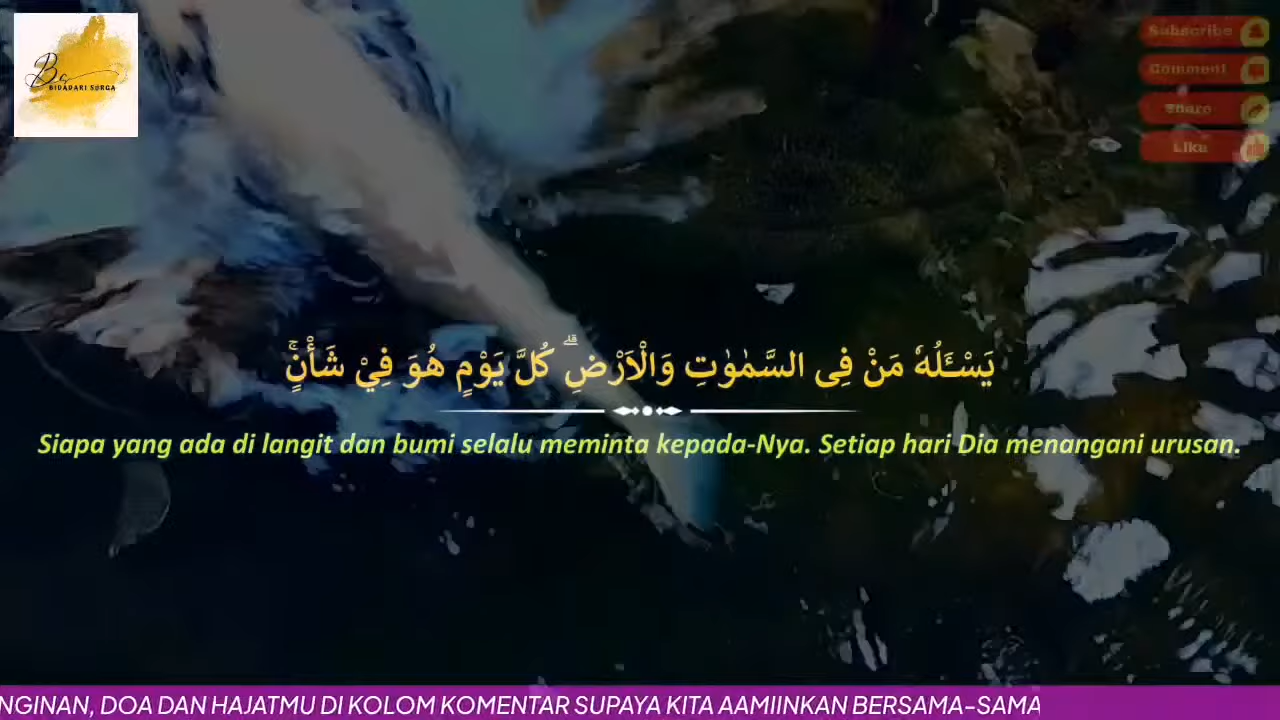 Bs
BIDADARI SURGA
Subscribe
Comment
Share
Like
يَسْـَٔلُهٗ مَنْ فِى السَّمٰوٰتِ وَالْاَرْضِۗ كُلَّ يَوْمٍ هُوَ فِيْ شَأْنٍۚ
Siapa yang ada di langit dan bumi selalu meminta kepada-Nya. Setiap hari Dia menangani urusan.
NGINAN, DOA DAN HAJATMU DI KOLOM KOMENTAR SUPAYA KITA AAMIINKAN BERSAMA-SAMA